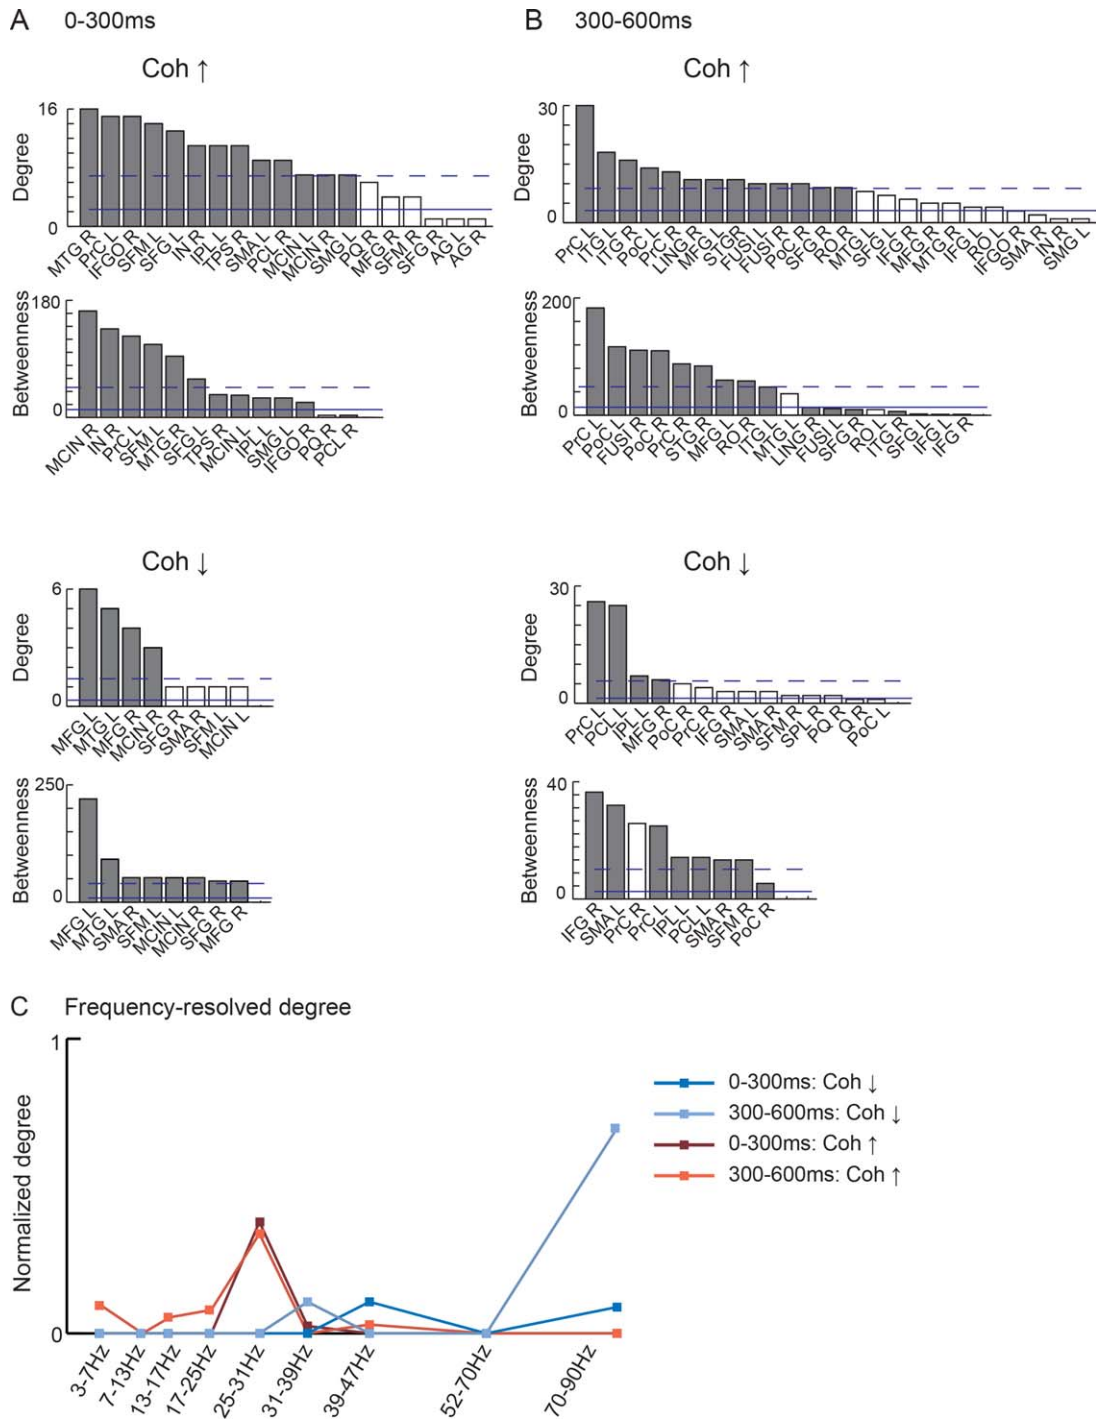 A 0-300ms
Coh ↑
Degree
16
0
MTG R
PrC L
IFGO R
SFM L
SFG L
IN R
IPL L
TPS R
SMA L
PCL R
MCIN L
MCIN R
SMG L
PQ R
MFG R
SFM R
SFG R
AG L
AG R
Betweenness
180
0
MCIN R
IN R
PrC L
SFM L
MTG R
SFG L
TPS R
MCIN L
IPL L
SMG L
IFGO R
PQ R
PCL R
Coh ↓
Degree
6
0
MFG L
MTG L
MFG R
MCIN R
SFG R
SMA R
SFM L
MCIN L
Betweenness
250
0
MFG L
MTG L
SMA R
SFM L
MCIN L
MCIN R
SFG R
MFG R
B 300-600ms
Coh ↑
Degree
30
0
PrC L
ITG L
ITG R
PoC L
PrC R
LING R
MFG L
STG R
FUSI L
FUSI R
PoC R
SFG R
RO R
MTG L
SFG L
IFG R
MFG R
MTG R
IFG L
RO L
IFGO R
SMA R
IN R
SMG L
Betweenness
200
0
PrC L
PoC L
FUSI R
PoC R
PrC R
STG R
MFG L
RO R
ITG L
MTG L
LING R
FUSI L
SFG R
RO L
ITG R
SFG L
IFG L
IFG R
Coh ↓
Degree
30
0
PrC L
PCL L
IPL L
MFG R
PoC R
PrC R
IFG R
SMA L
SMA R
SFM R
SPL R
PQ R
Q R
PoC L
Betweenness
40
0
IFG R
SMA L
PrC R
PrC L
IPL L
PCL L
SMA R
SFM R
PoC R
C Frequency-resolved degree
Normalized degree
1
0
3-7Hz
7-13Hz
13-17Hz
17-25Hz
25-31Hz
31-39Hz
39-47Hz
52-70Hz
70-90Hz
0-300ms: Coh ↓
300-600ms: Coh ↓
0-300ms: Coh ↑
300-600ms: Coh ↑